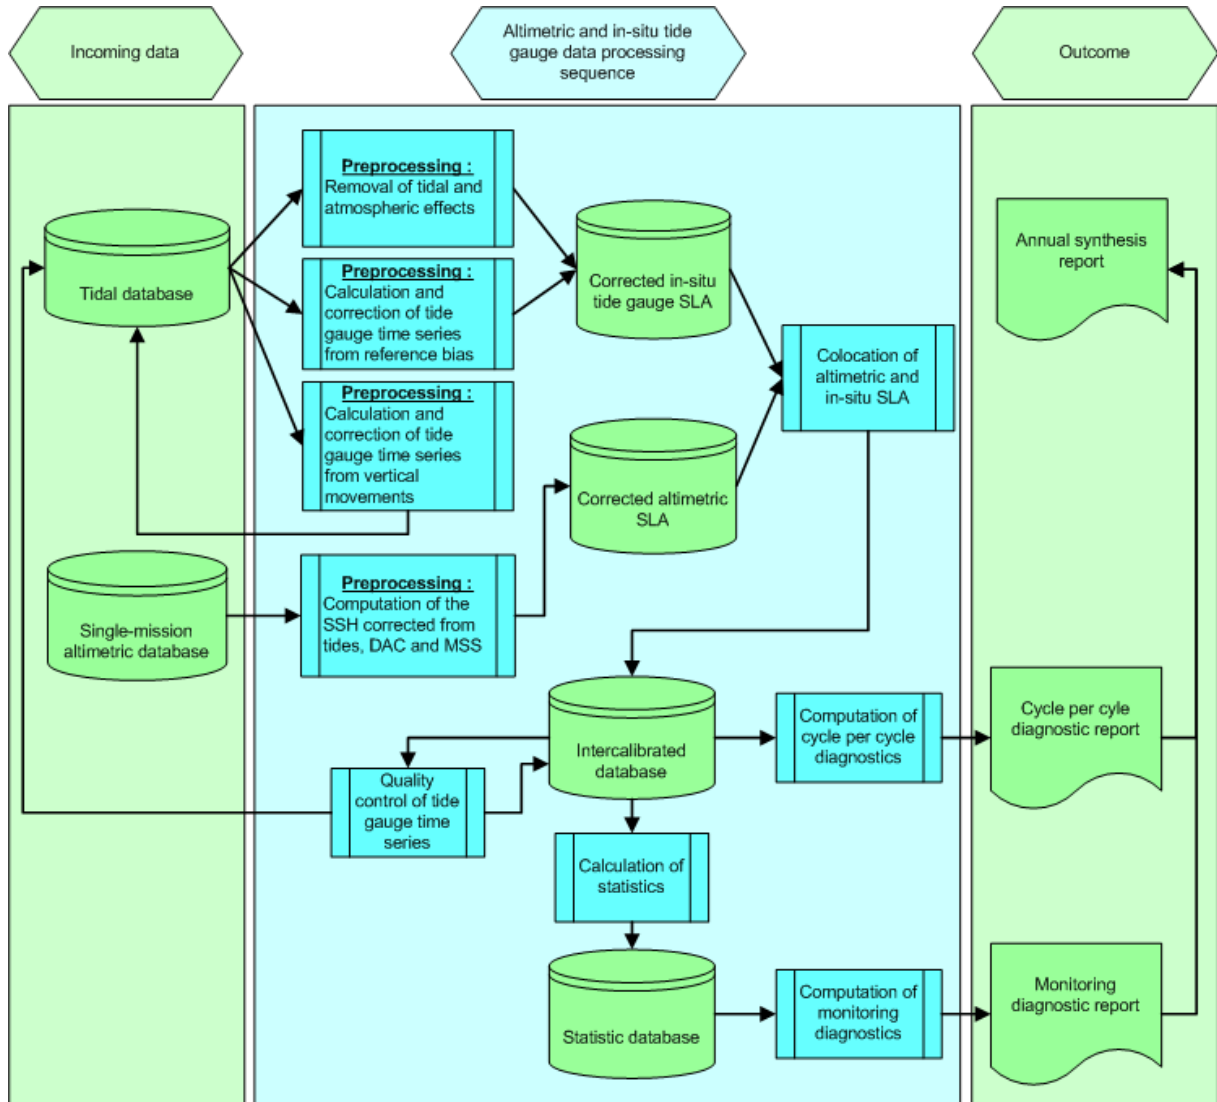 Incoming data
Altimetric and in-situ tide
gauge data processing
sequence
Outcome
Preprocessing :
Removal of tidal and
atmospheric effects
Tidal database
Preprocessing :
Calculation and
correction of tide
gauge time series
from reference bias
Preprocessing :
Calculation and
correction of tide
gauge time series
from vertical
movements
Corrected in-situ
tide gauge SLA
Colocation of
altimetric and
in-situ SLA
Corrected altimetric
SLA
Annual synthesis
report
Single-mission
altimetric database
Preprocessing :
Computation of the
SSH corrected from
tides, DAC and MSS
Intercalibrated
database
Computation of
cycle per cycle
diagnostics
Cycle per cyle
diagnostic report
Quality
control of tide
gauge time
series
Calculation of
statistics
Statistic database
Computation of
monitoring
diagnostics
Monitoring
diagnostic report